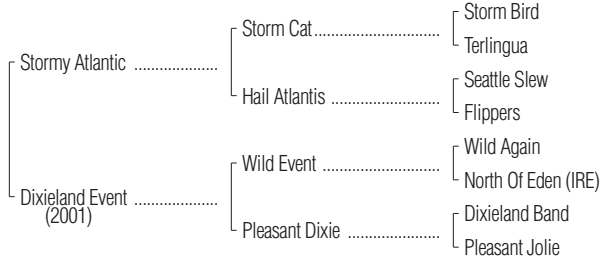 Storm Bird
Storm Cat..............................
Terlingua
Stormy Atlantic ....................
Seattle Slew
Hail Atlantis ..........................
Flippers
Wild Again
Wild Event ............................
North Of Eden (IRE)
Dixieland Event ....................
(2001)
Dixieland Band
Pleasant Dixie ......................
Pleasant Jolie